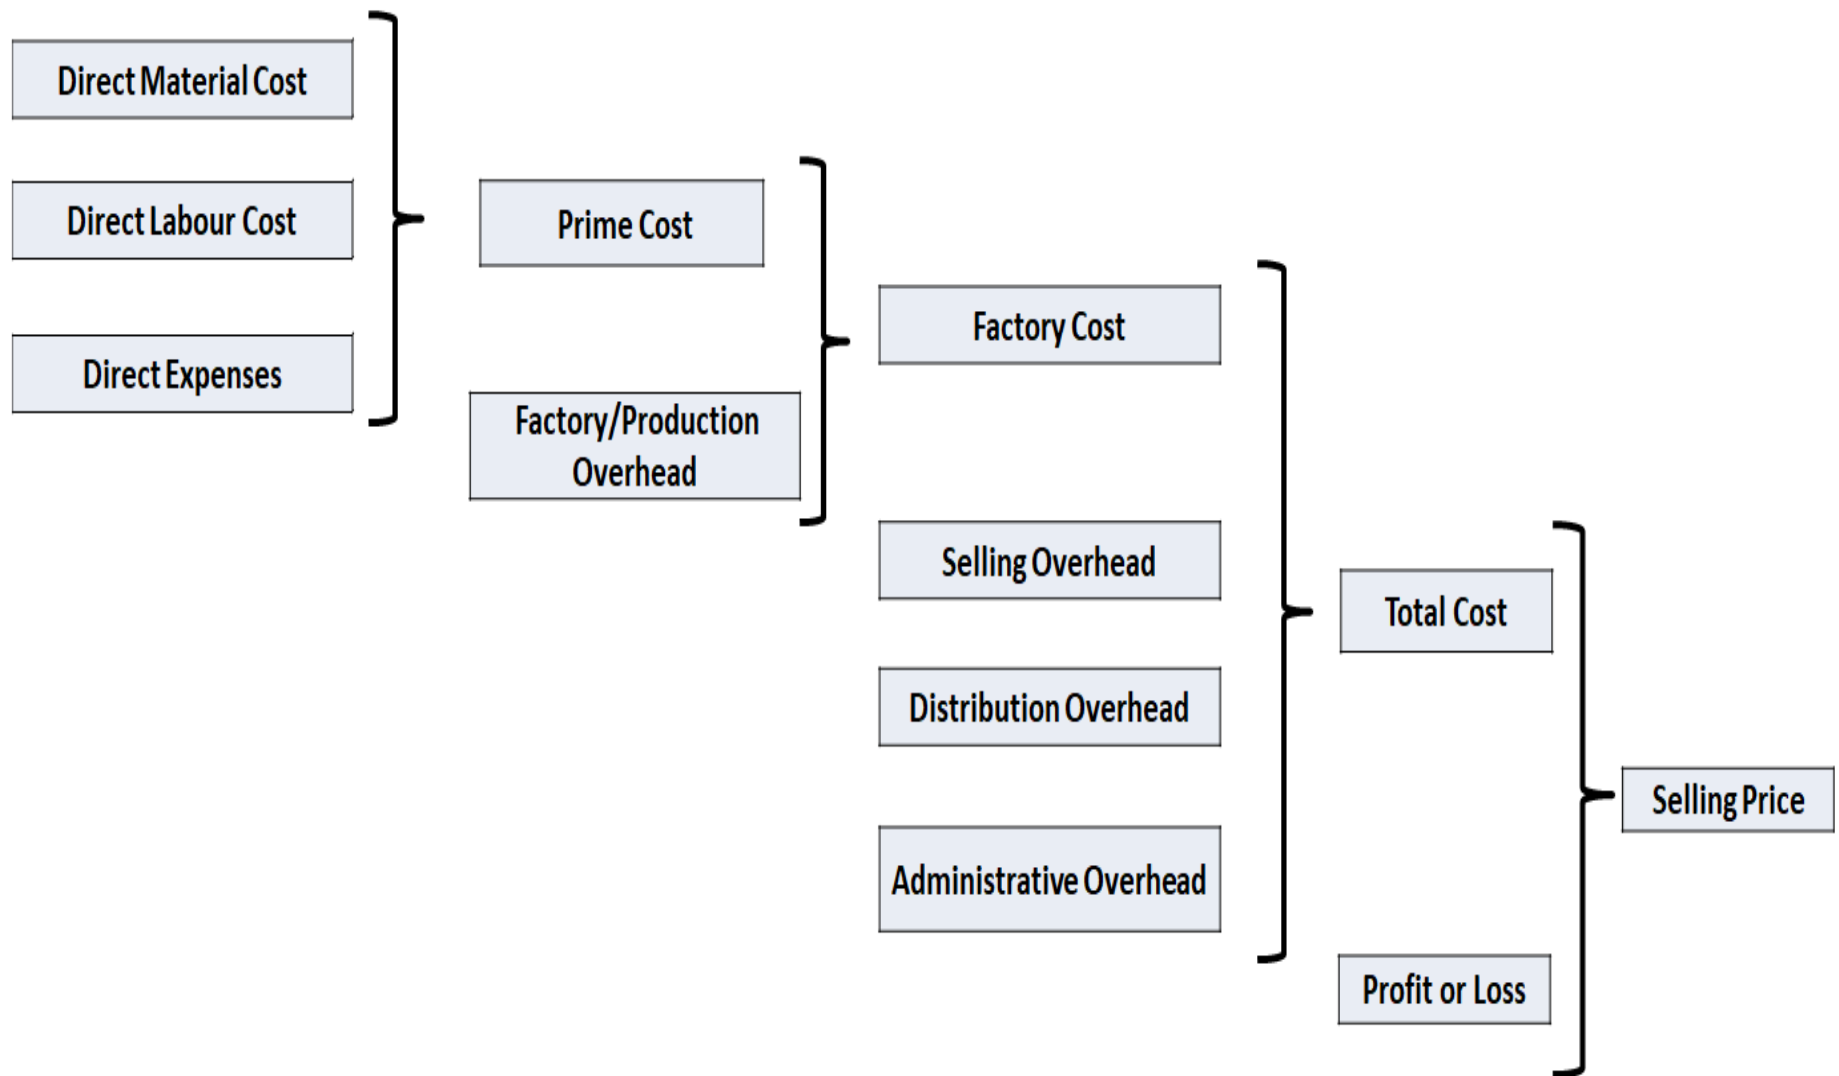 Direct Material Cost
Direct Labour Cost
Direct Expenses
Prime Cost
Factory/Production
Overhead
Factory Cost
Selling Overhead
Distribution Overhead
Administrative Overhead
Total Cost
Profit or Loss
Selling Price